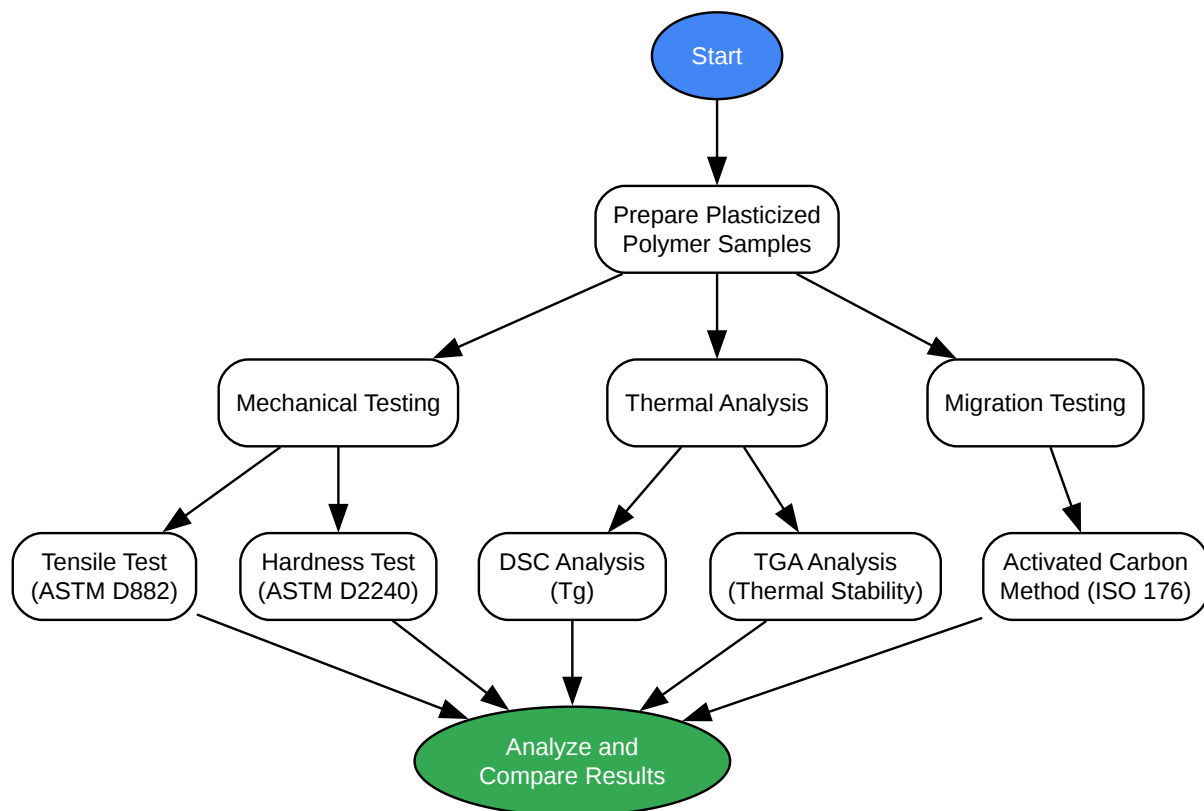 Start
Prepare Plasticized
Polymer Samples
Mechanical Testing
Thermal Analysis
Migration Testing
Tensile Test
(ASTM D882)
Hardness Test
(ASTM D2240)
DSC Analysis
(Tg)
TGA Analysis
(Thermal Stability)
Activated Carbon
Method (ISO 176)
Analyze and
Compare Results